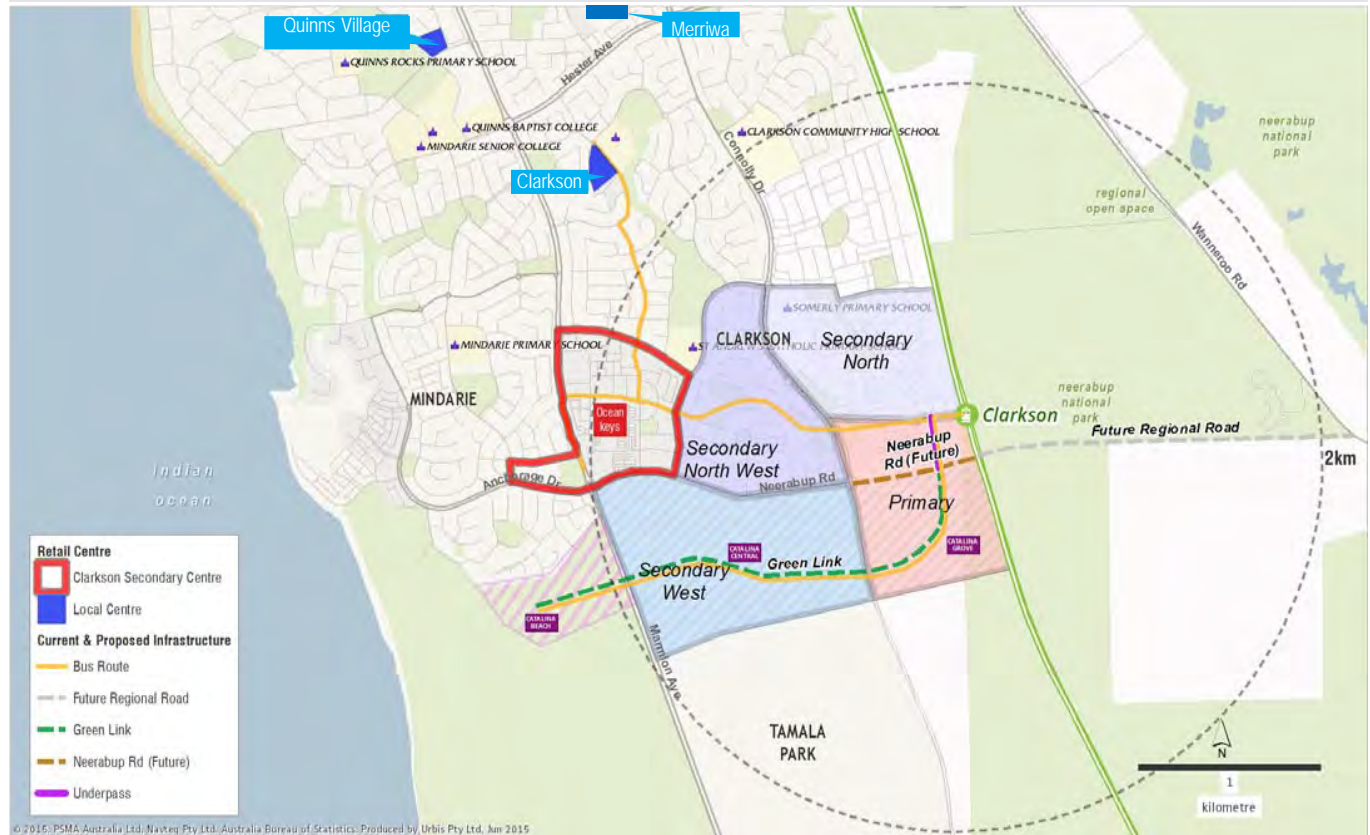 Quinns Village
Merriwa
QUINNS ROCKS PRIMARY SCHOOL
Hester Ave
QUINNS BAPTIST COLLEGE
MINDARIE SENIOR COLLEGE
CLARKSON COMMUNITY HIGH SCHOOL
Connolly Dr
Clarkson
neerabup
national
park
regional
open space
Wanneroo Rd
SOMERLY PRIMARY SCHOOL
MINDARIE PRIMARY SCHOOL
CLARKSON
Secondary
North
MINDARIE
Ocean
keys
neerabup
national
park
Clarkson
Future Regional Road
2km
Neerabup
Rd (Future)
Secondary
North West
Neerabup Rd
Anchorage Dr
Primary
Indian
ocean
CATALINA
CENTRAL
CATALINA
GROVE
Green Link
Secondary
West
CATALINA
BEACH
Marmion Ave
TAMALA
PARK
Retail Centre
Clarkson Secondary Centre
Local Centre
Current & Proposed Infrastructure
Bus Route
Future Regional Road
Green Link
Neerabup Rd (Future)
Underpass
N
1
kilometre
© 2016. PSMA Australia Ltd, Navteq Pty Ltd, Australia Bureau of Statistics. Produced by Urbis Pty Ltd, Jun 2015